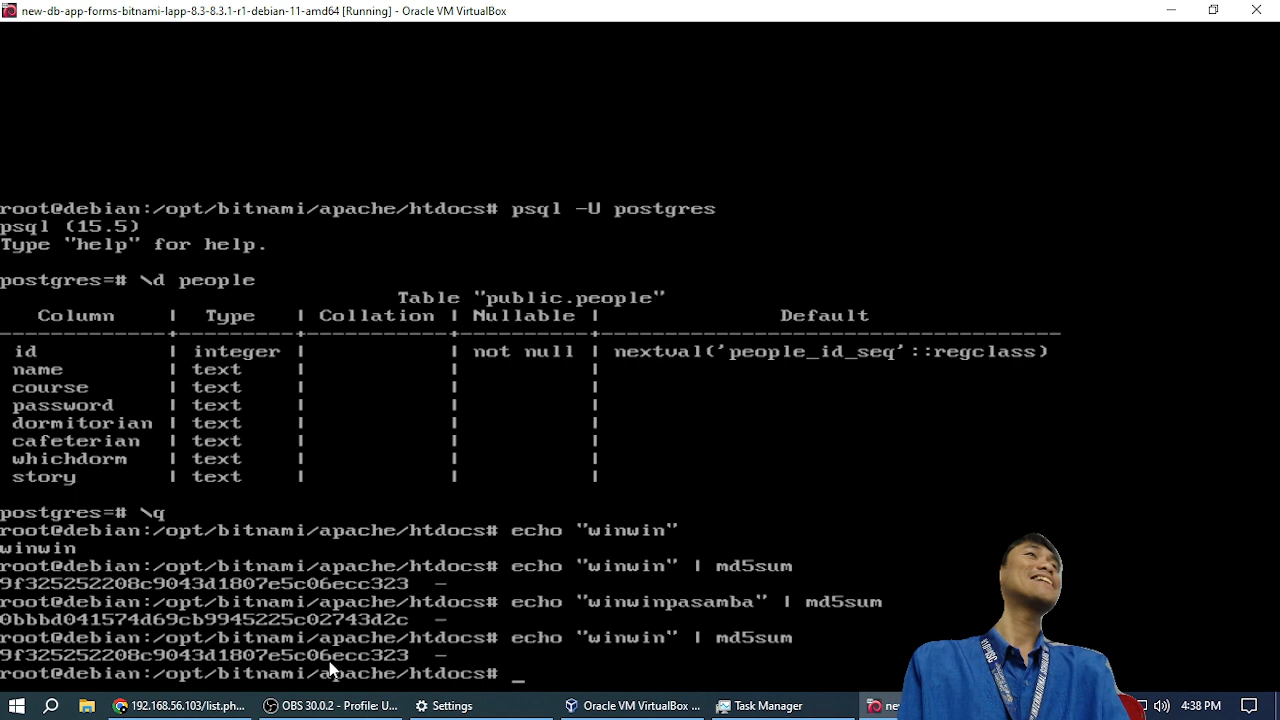 new-db-app-forms-bitnami-lapp-8.3-8.3.1-r1-debian-11-amd64 [Running] - Oracle VM VirtualBox
root@debian:/opt/bitnami/apache/htdocs# psql -U postgres
psql (15.5)
Type "help" for help.
postgres=# \d people
Table "public.people"
Column | Type | Collation | Nullable | Default
-------------+---------+-----------+----------+-----------------------------------
id | integer | | not null | nextval('people_id_seq'::regclass)
name | text | | |
course | text | | |
password | text | | |
dormitorian | text | | |
cafeterian | text | | |
whichdorm | text | | |
story | text | | |
postgres=# \q
root@debian:/opt/bitnami/apache/htdocs# echo "winwin"
winwin
root@debian:/opt/bitnami/apache/htdocs# echo "winwin" | md5sum
9f325252208c9043d1807e5c06ecc323 -
root@debian:/opt/bitnami/apache/htdocs# echo "winwinpasamba" | md5sum
0bbbd041574d69cb9945225c02743d2c -
root@debian:/opt/bitnami/apache/htdocs# echo "winwin" | md5sum
9f325252208c9043d1807e5c06ecc323 -
root@debian:/opt/bitnami/apache/htdocs# _
192.168.56.103/list.ph... OBS 30.0.2 - Profile: U... Settings Oracle VM VirtualBox ... Task Manager 4:38 PM